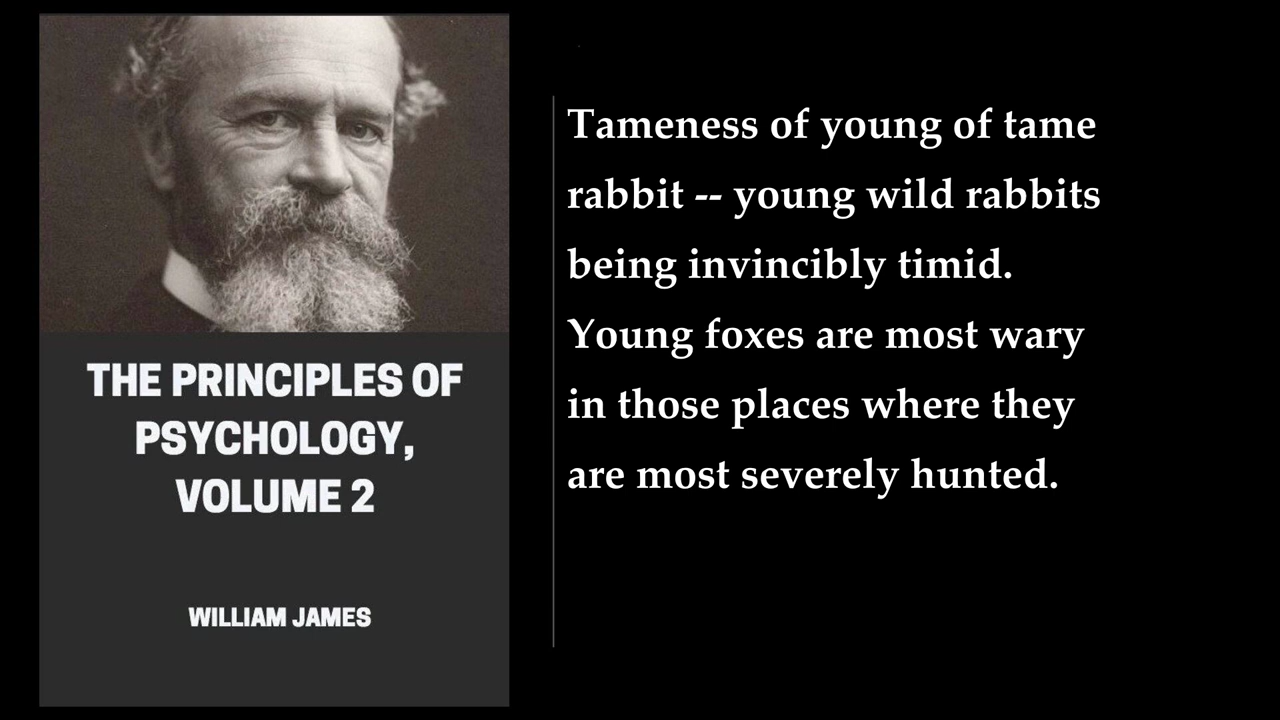 THE PRINCIPLES OF
PSYCHOLOGY,
VOLUME 2
WILLIAM JAMES
Tameness of young of tame
rabbit -- young wild rabbits
being invincibly timid.
Young foxes are most wary
in those places where they
are most severely hunted.